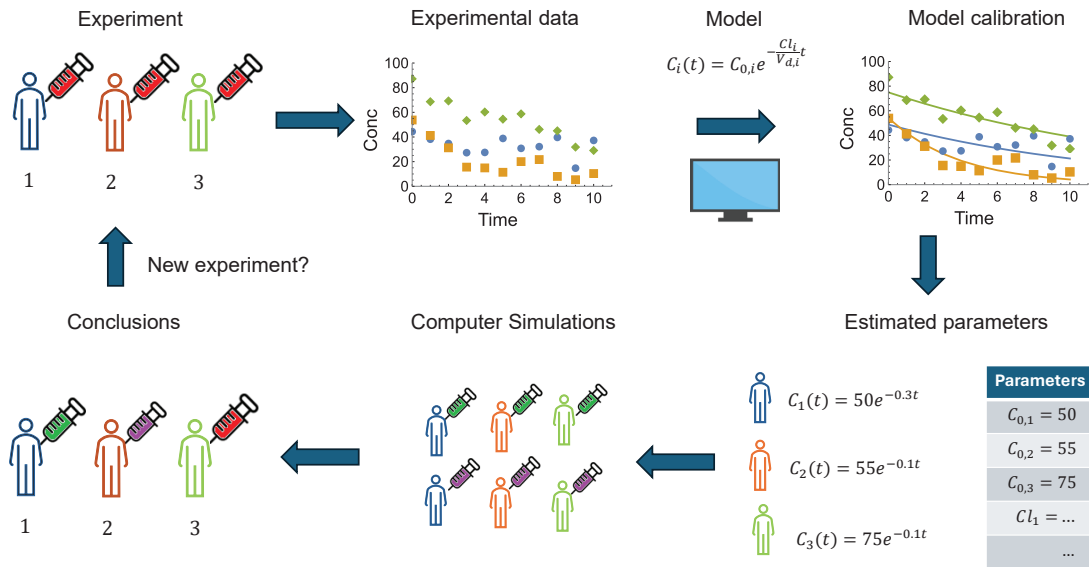 Experiment
Experimental data
Model
Model calibration
1
2
3
Conc
100
80
60
40
20
0
0 2 4 6 8 10
Time
C_i(t) = C_{0,i}e^{-\frac{Cl_i}{V_{d,i}}t}
Conc
100
80
60
40
20
0
0 2 4 6 8 10
Time
New experiment?
Conclusions
Computer Simulations
Estimated parameters
1
2
3
C_1(t) = 50e^{-0.3t}
C_2(t) = 55e^{-0.1t}
C_3(t) = 75e^{-0.1t}
Parameters
C_{0,1} = 50
C_{0,2} = 55
C_{0,3} = 75
Cl_1 = ...
...